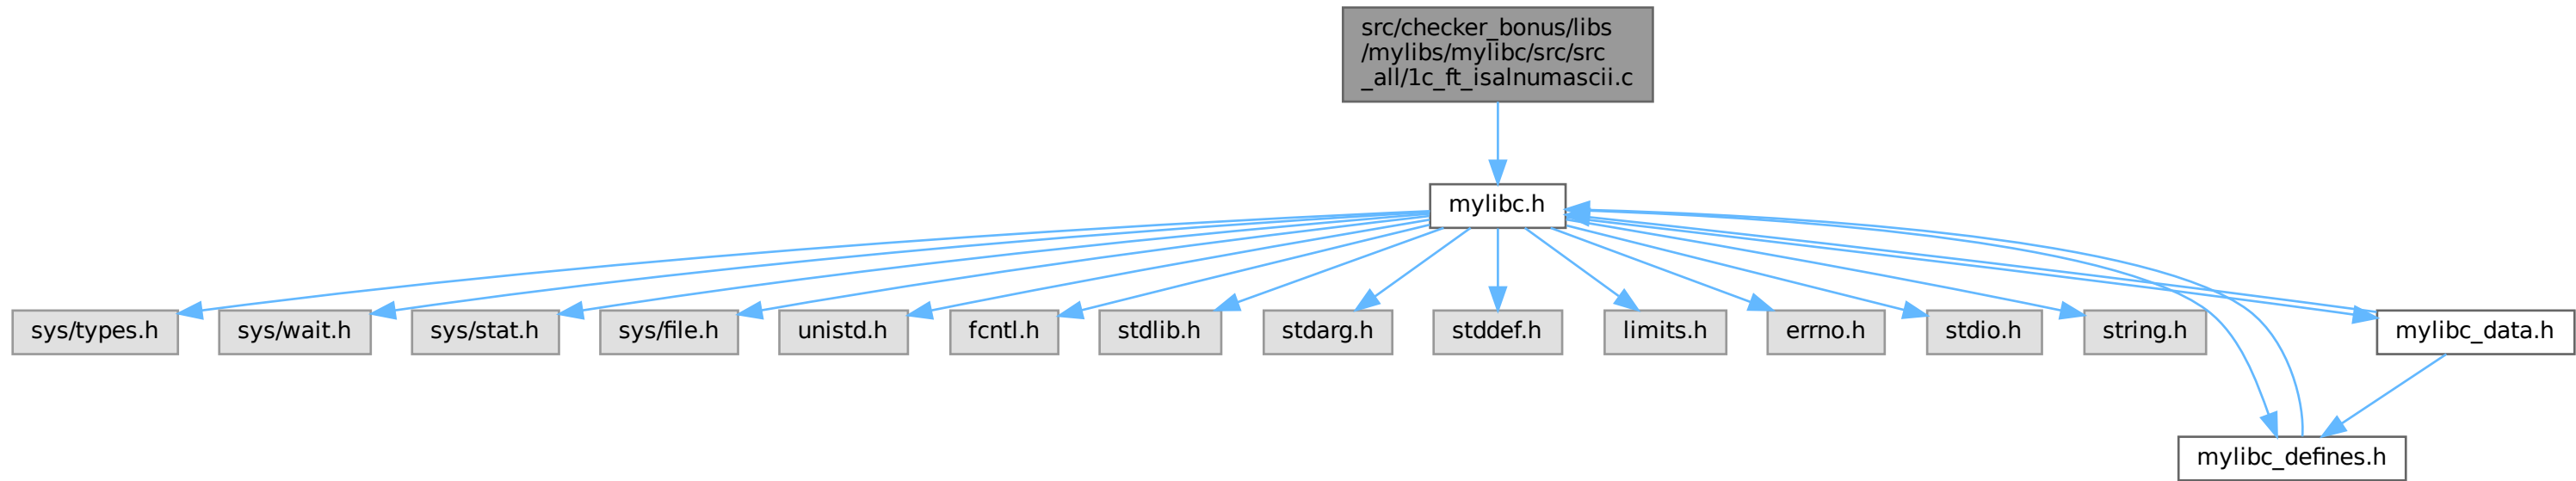 src/checker_bonus/libs
/mylibs/mylibc/src/src
_all/1c_ft_isalnumascii.c
mylibc.h
sys/types.h
sys/wait.h
sys/stat.h
sys/file.h
unistd.h
fcntl.h
stdlib.h
stdarg.h
stddef.h
limits.h
errno.h
stdio.h
string.h
mylibc_data.h
mylibc_defines.h